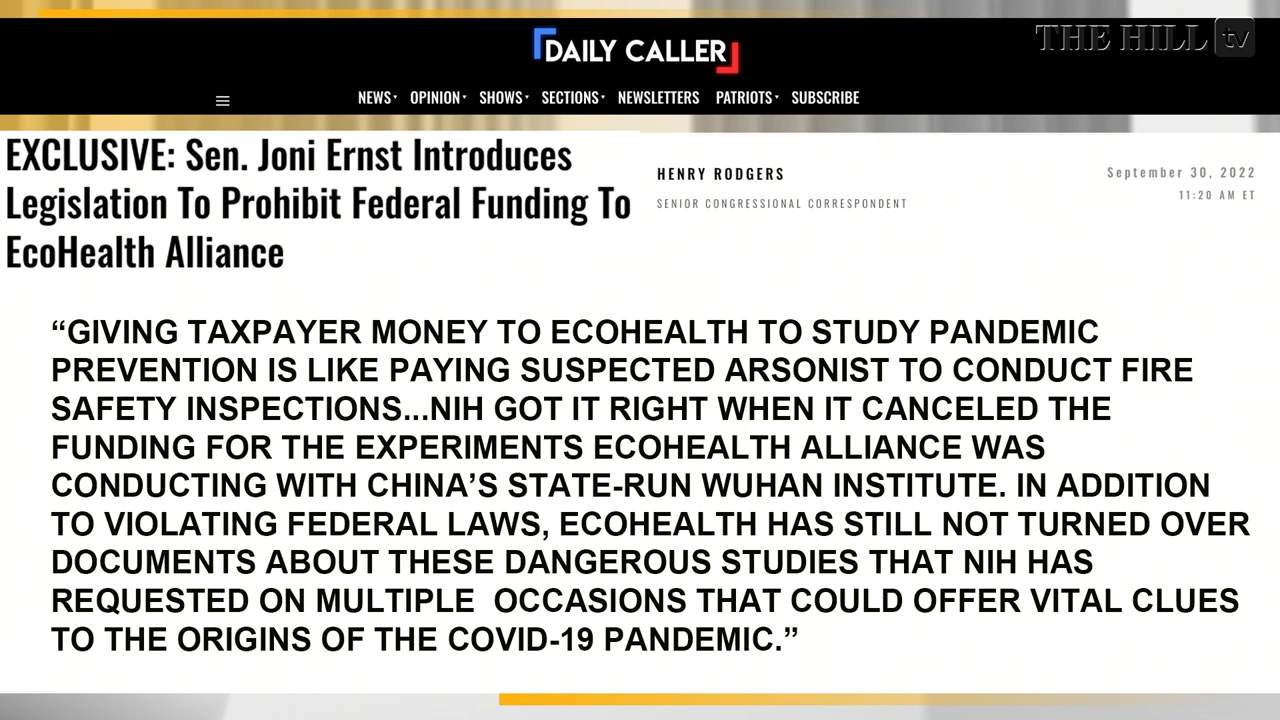 THE HILL tv
DAILY CALLER
NEWS OPINION SHOWS SECTIONS NEWSLETTERS PATRIOTS SUBSCRIBE
EXCLUSIVE: Sen. Joni Ernst Introduces
Legislation To Prohibit Federal Funding To
EcoHealth Alliance
HENRY RODGERS
SENIOR CONGRESSIONAL CORRESPONDENT
September 30, 2022
11:20 AM ET
“GIVING TAXPAYER MONEY TO ECOHEALTH TO STUDY PANDEMIC
PREVENTION IS LIKE PAYING SUSPECTED ARSONIST TO CONDUCT FIRE
SAFETY INSPECTIONS...NIH GOT IT RIGHT WHEN IT CANCELED THE
FUNDING FOR THE EXPERIMENTS ECOHEALTH ALLIANCE WAS
CONDUCTING WITH CHINA’S STATE-RUN WUHAN INSTITUTE. IN ADDITION
TO VIOLATING FEDERAL LAWS, ECOHEALTH HAS STILL NOT TURNED OVER
DOCUMENTS ABOUT THESE DANGEROUS STUDIES THAT NIH HAS
REQUESTED ON MULTIPLE  OCCASIONS THAT COULD OFFER VITAL CLUES
TO THE ORIGINS OF THE COVID-19 PANDEMIC.”